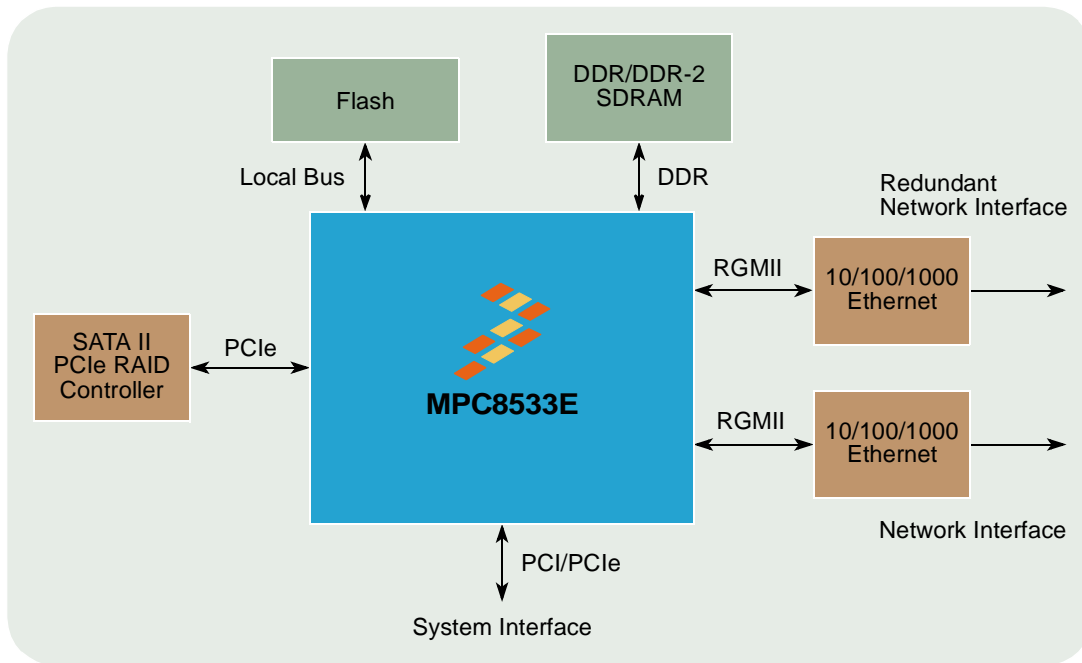 Flash
DDR/DDR-2
SDRAM
Local Bus
DDR
Redundant
Network Interface
RGMII
10/100/1000
Ethernet
SATA II
PCIe RAID
Controller
PCIe
MPC8533E
RGMII
10/100/1000
Ethernet
Network Interface
PCI/PCIe
System Interface